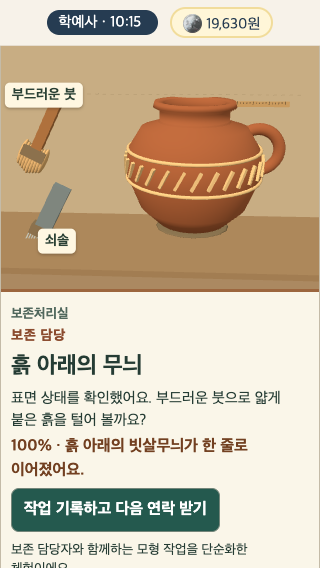 학예사 · 10:15
19,630원
부드러운 붓
쇠솔
보존처리실
보존 담당
흙 아래의 무늬
표면 상태를 확인했어요. 부드러운 붓으로 얇게
붙은 흙을 털어 볼까요?
100% · 흙 아래의 빗살무늬가 한 줄로
이어졌어요.
작업 기록하고 다음 연락 받기
보존 담당자와 함께하는 모형 작업을 단순화한
체험이에요